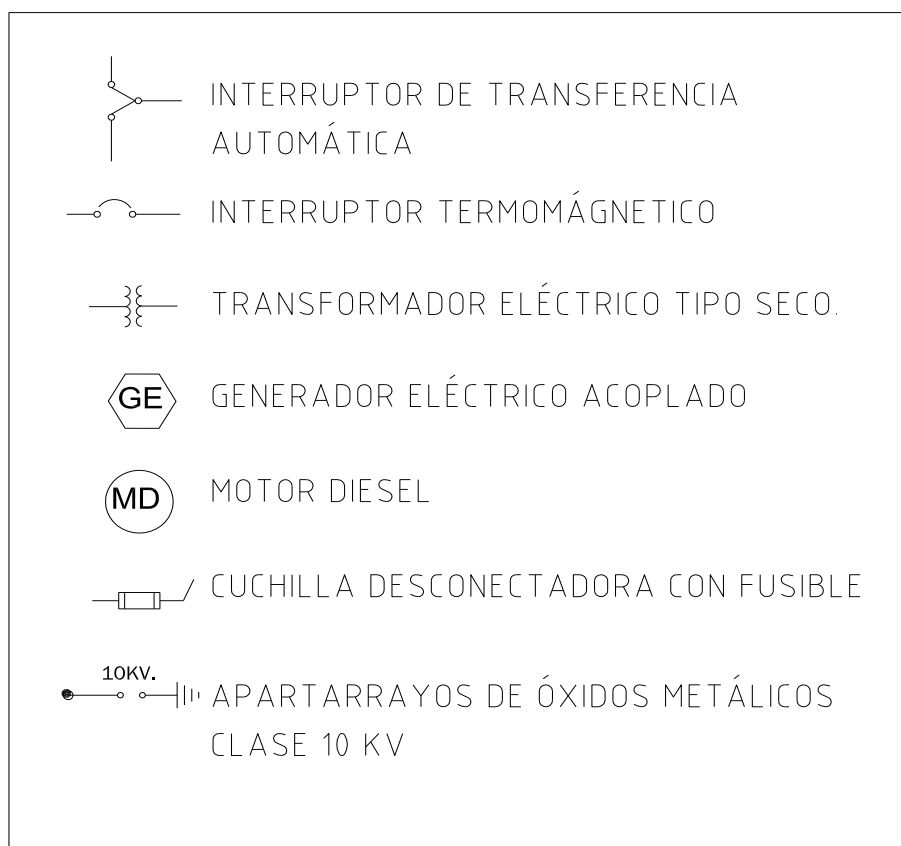 INTERRUPTOR DE TRANSFERENCIA
AUTOMÁTICA
INTERRUPTOR TERMOMÁGNETICO
TRANSFORMADOR ELÉCTRICO TIPO SECO.
GE
GENERADOR ELÉCTRICO ACOPLADO
MD
MOTOR DIESEL
CUCHILLA DESCONECTADORA CON FUSIBLE
10KV.
APARTARRAYOS DE ÓXIDOS METÁLICOS
CLASE 10 KV